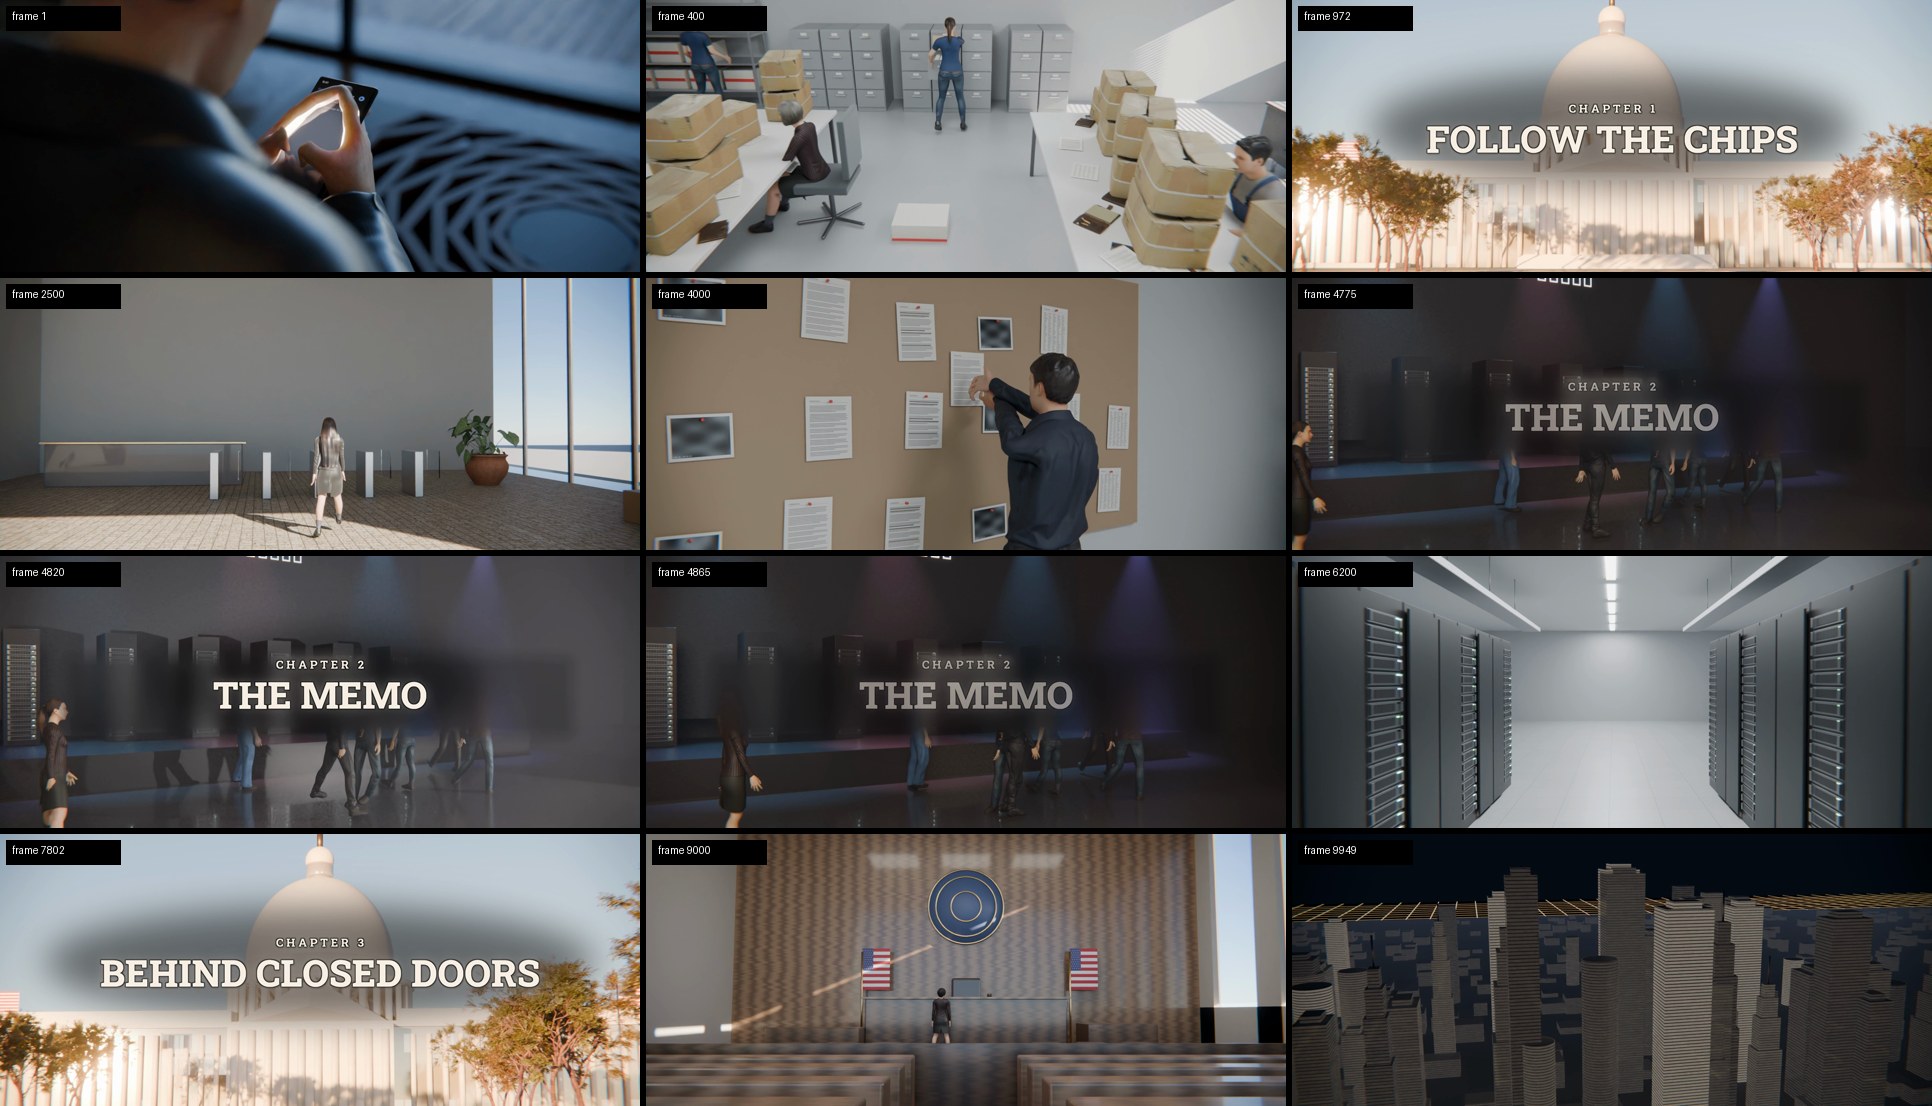 frame 1
frame 400
frame 972
CHAPTER 1
FOLLOW THE CHIPS
frame 2500
frame 4000
frame 4775
CHAPTER 2
THE MEMO
frame 4820
CHAPTER 2
THE MEMO
frame 4865
CHAPTER 2
THE MEMO
frame 6200
frame 7802
CHAPTER 3
BEHIND CLOSED DOORS
frame 9000
frame 9949